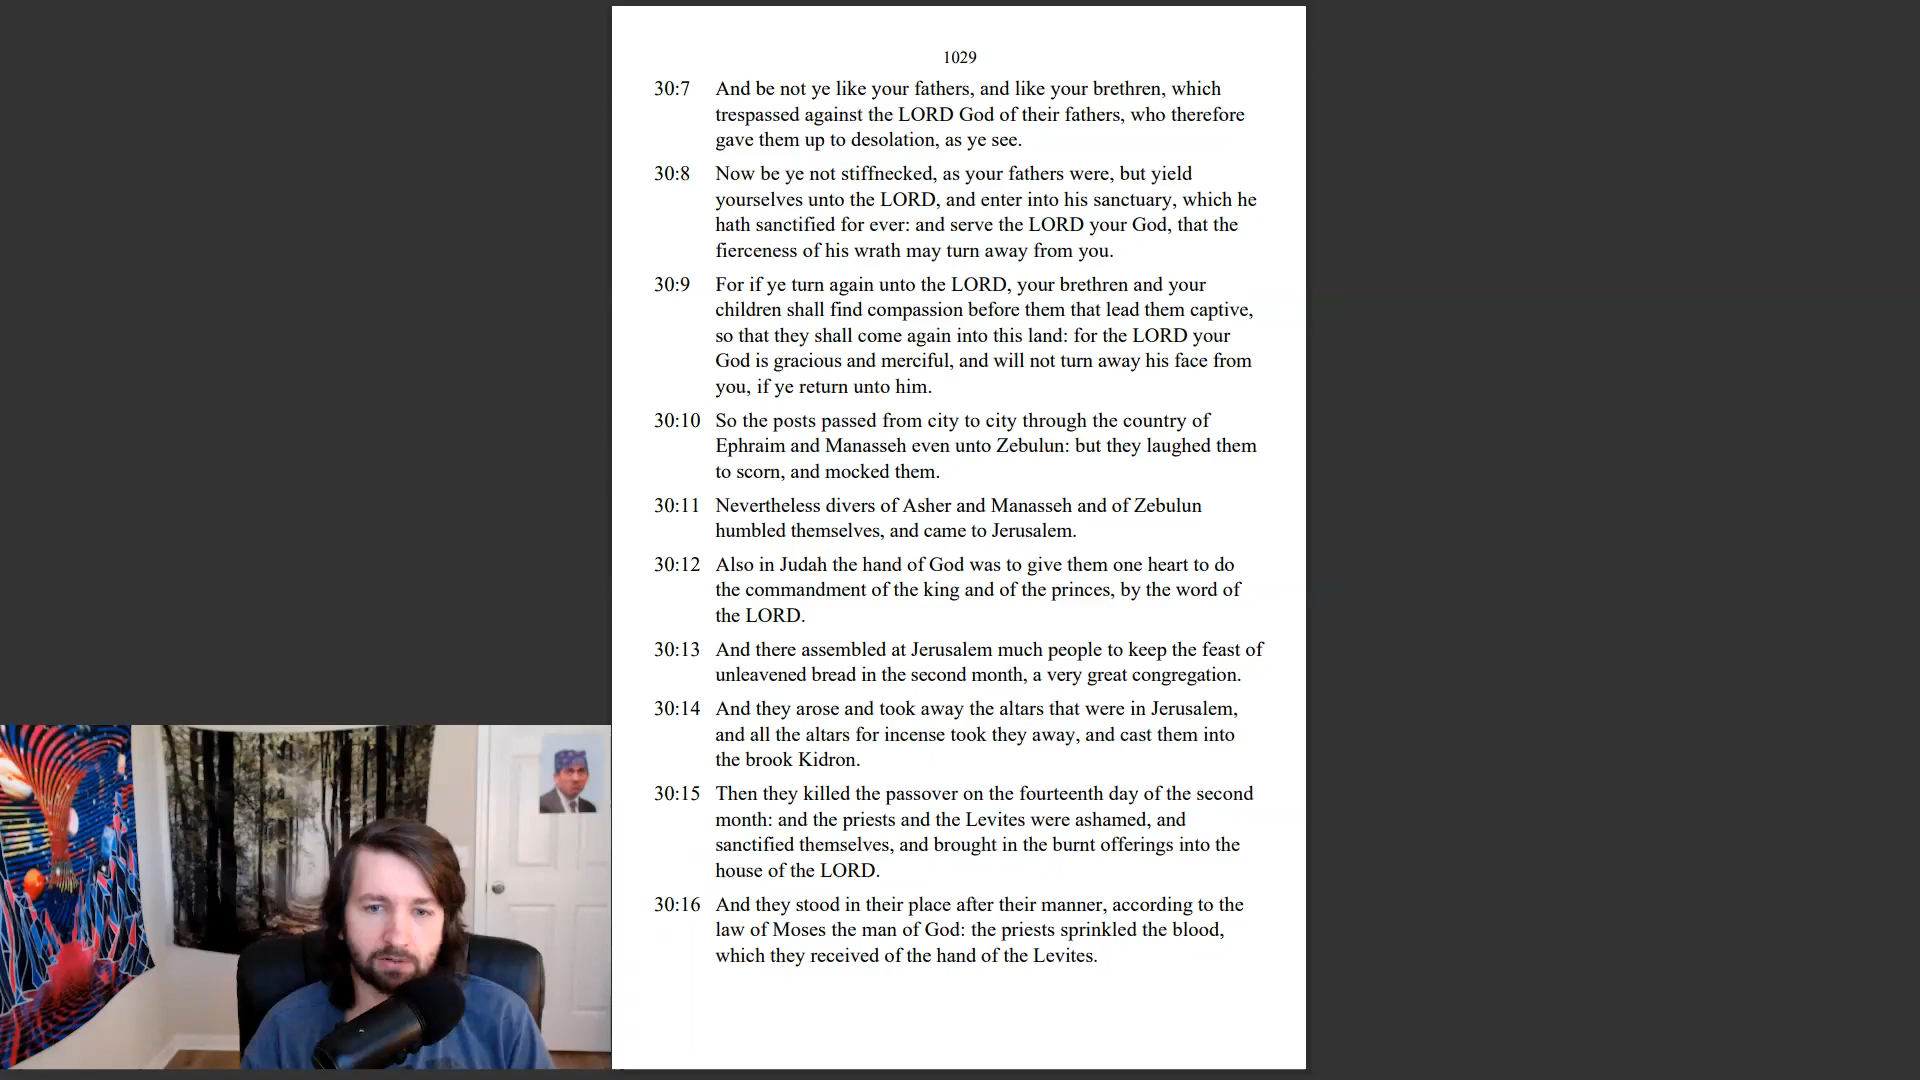 1029
30:7 And be not ye like your fathers, and like your brethren, which
trespassed against the LORD God of their fathers, who therefore
gave them up to desolation, as ye see.
30:8 Now be ye not stiffnecked, as your fathers were, but yield
yourselves unto the LORD, and enter into his sanctuary, which he
hath sanctified for ever: and serve the LORD your God, that the
fierceness of his wrath may turn away from you.
30:9 For if ye turn again unto the LORD, your brethren and your
children shall find compassion before them that lead them captive,
so that they shall come again into this land: for the LORD your
God is gracious and merciful, and will not turn away his face from
you, if ye return unto him.
30:10 So the posts passed from city to city through the country of
Ephraim and Manasseh even unto Zebulun: but they laughed them
to scorn, and mocked them.
30:11 Nevertheless divers of Asher and Manasseh and of Zebulun
humbled themselves, and came to Jerusalem.
30:12 Also in Judah the hand of God was to give them one heart to do
the commandment of the king and of the princes, by the word of
the LORD.
30:13 And there assembled at Jerusalem much people to keep the feast of
unleavened bread in the second month, a very great congregation.
30:14 And they arose and took away the altars that were in Jerusalem,
and all the altars for incense took they away, and cast them into
the brook Kidron.
30:15 Then they killed the passover on the fourteenth day of the second
month: and the priests and the Levites were ashamed, and
sanctified themselves, and brought in the burnt offerings into the
house of the LORD.
30:16 And they stood in their place after their manner, according to the
law of Moses the man of God: the priests sprinkled the blood,
which they received of the hand of the Levites.